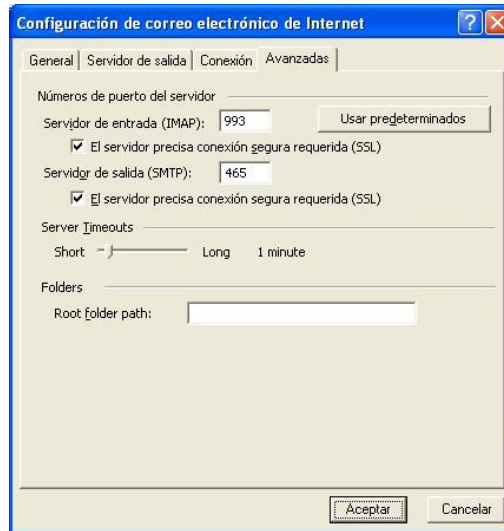 Configuración de correo electrónico de Internet
General Servidor de salida Conexión Avanzadas
Números de puerto del servidor
Servidor de entrada (IMAP): 993 Usar predeterminados
El servidor precisa conexión segura requerida (SSL)
Servidor de salida (SMTP): 465
El servidor precisa conexión segura requerida (SSL)
Server Timeouts
Short Long 1 minute
Folders
Root folder path:
Aceptar Cancelar